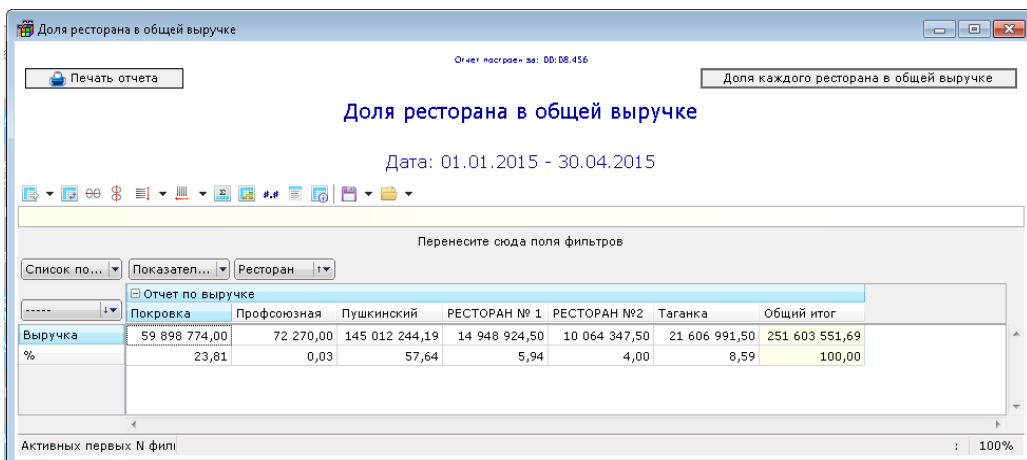 Доля ресторана в общей выручке
Отчет построен за: 00:08.456
Печать отчета
Доля каждого ресторана в общей выручке
Доля ресторана в общей выручке
Дата: 01.01.2015 - 30.04.2015
#.#
Перенесите сюда поля фильтров
Список по... Показател... Ресторан
Отчет по выручке
-----
Покровка Профсоюзная Пушкинский РЕСТОРАН № 1 РЕСТОРАН №2 Таганка Общий итог
Выручка 59 898 774,00 72 270,00 145 012 244,19 14 948 924,50 10 064 347,50 21 606 991,50 251 603 551,69
% 23,81 0,03 57,64 5,94 4,00 8,59 100,00
Активных первых N фил : 100%